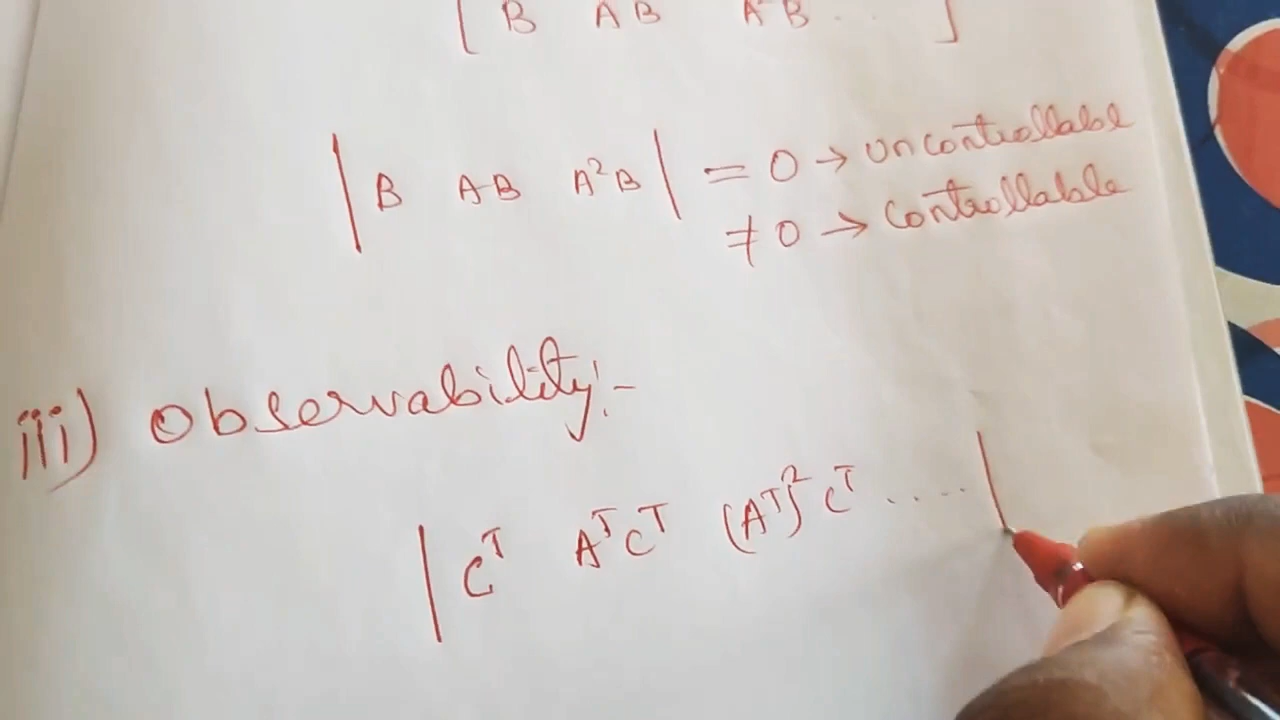 [ B AB A²B .. ]
| B AB A²B | = 0 → Uncontrollable
≠ 0 → Controllable
iii) Observability:-
| Cᵀ AᵀCᵀ (Aᵀ)²Cᵀ ..... |